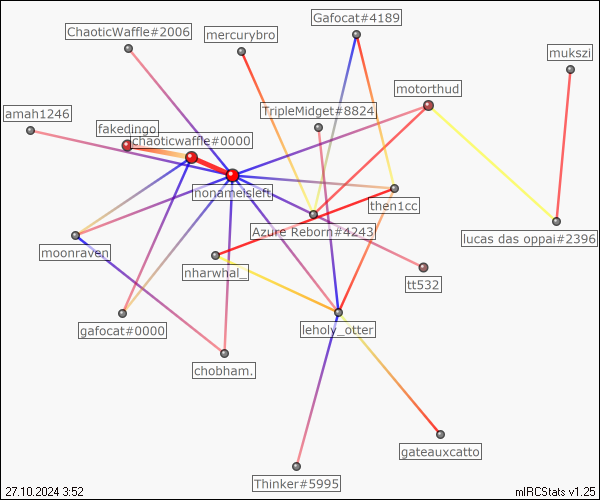 Gafocat#4189
ChaoticWaffle#2006
mercurybro
mukszi
motorthud
amah1246
TripleMidget#8824
fakedingo
chaoticwaffle#0000
nonameisleft
then1cc
Azure Reborn#4243
lucas das oppai#2396
moonraven
nharwhal_
tt532
gafocat#0000
leholy_otter
chobham.
gateauxcatto
Thinker#5995
27.10.2024 3:52
mIRCStats v1.25